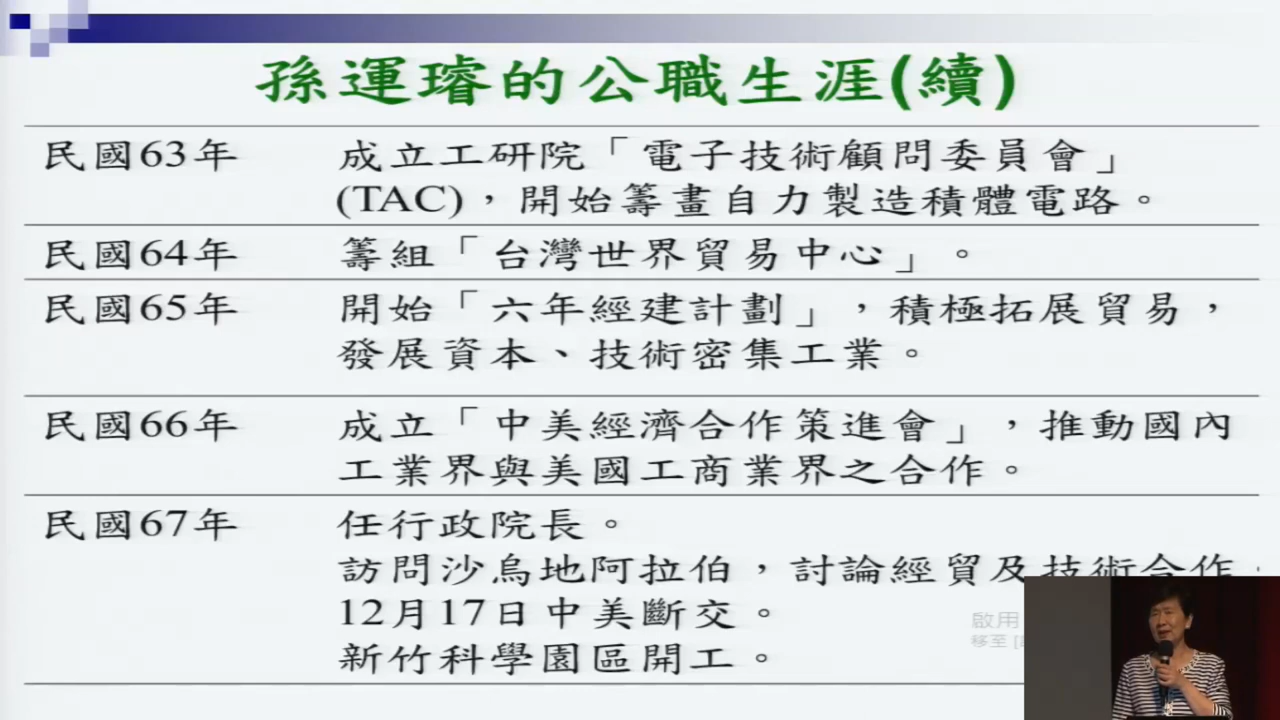 孫運璿的公職生涯(續)
民國63年 成立工研院「電子技術顧問委員會」
(TAC)，開始籌畫自力製造積體電路。
民國64年 籌組「台灣世界貿易中心」。
民國65年 開始「六年經建計劃」，積極拓展貿易，
發展資本、技術密集工業。
民國66年 成立「中美經濟合作策進會」，推動國內
工業界與美國工商業界之合作。
民國67年 任行政院長。
訪問沙烏地阿拉伯，討論經貿及技術合作
12月17日中美斷交。
新竹科學園區開工。
啟用
移至 [